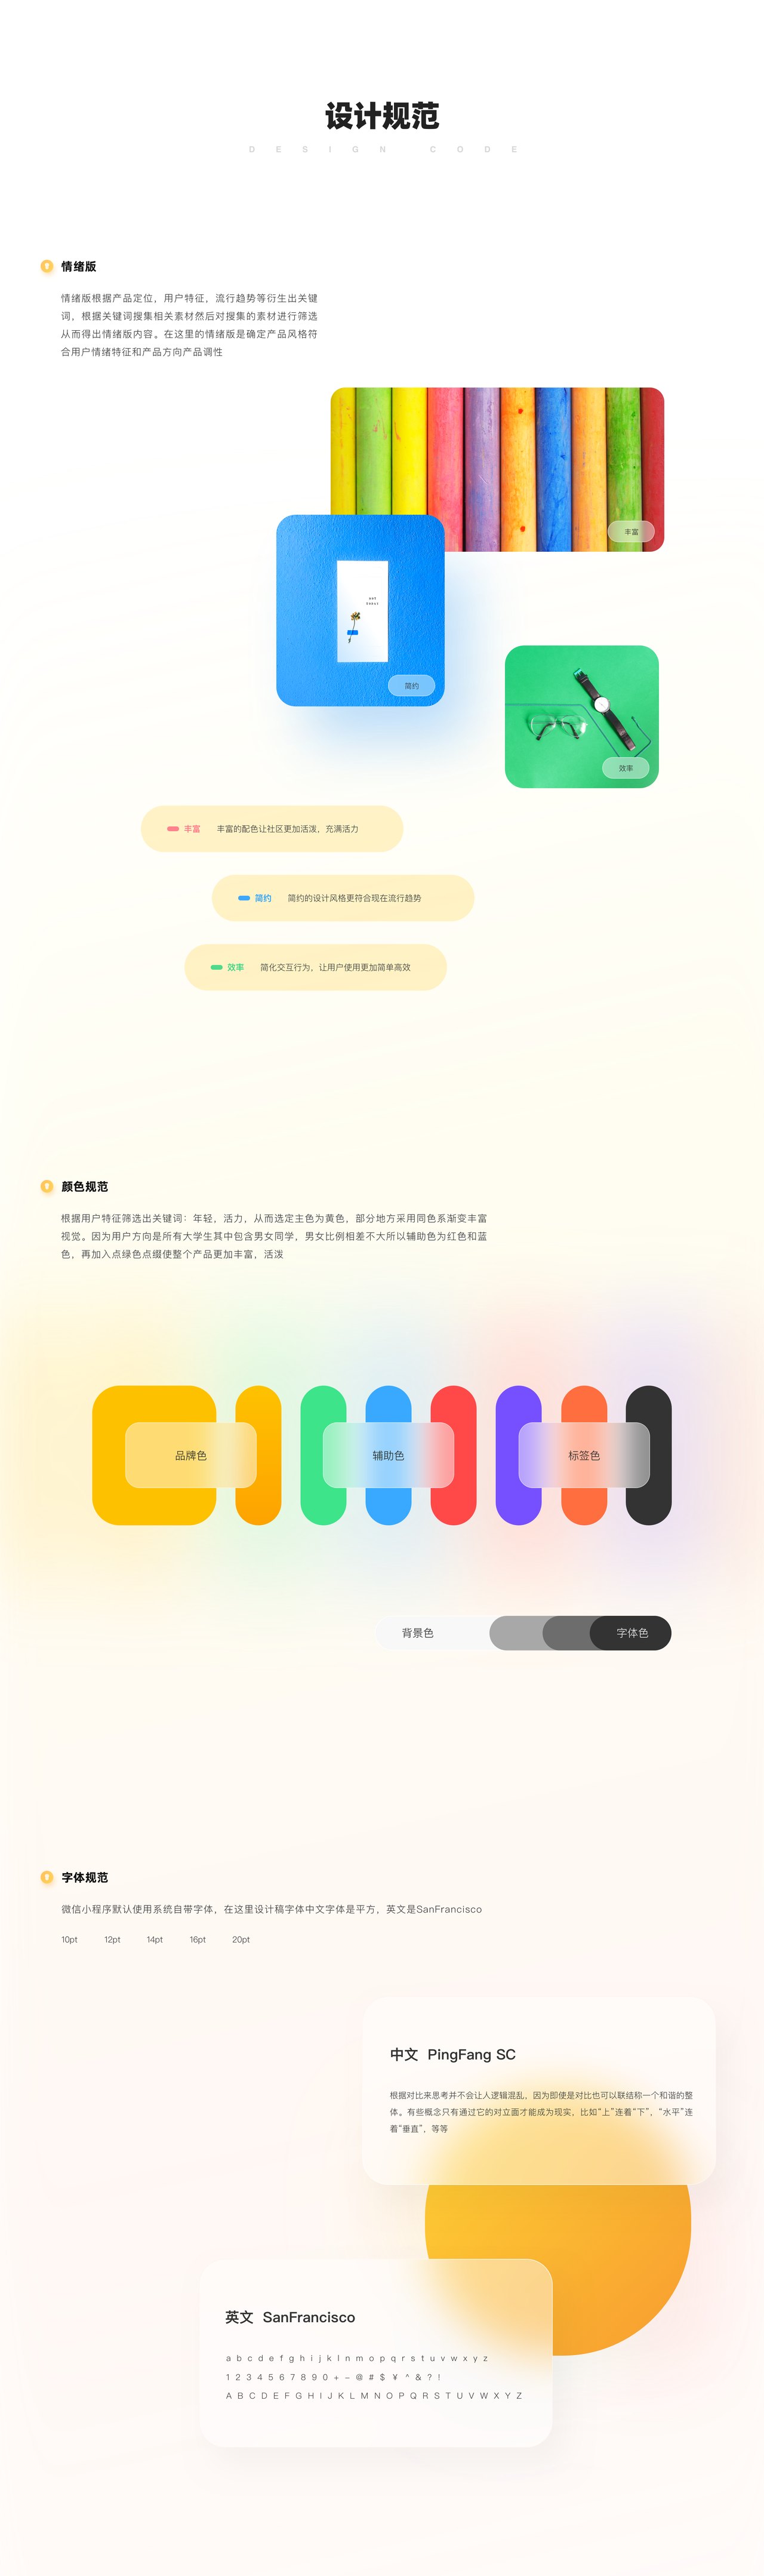 设计规范
DESIGN CODE
情绪版
情绪版根据产品定位，用户特征，流行趋势等衍生出关键
词，根据关键词搜集相关素材然后对搜集的素材进行筛选
从而得出情绪版内容。在这里的情绪版是确定产品风格符
合用户情绪特征和产品方向产品调性
丰富
简约
效率
丰富 丰富的配色让社区更加活泼，充满活力
简约 简约的设计风格更符合现在流行趋势
效率 简化交互行为，让用户使用更加简单高效
颜色规范
根据用户特征筛选出关键词：年轻，活力，从而选定主色为黄色，部分地方采用同色系渐变丰富
视觉。因为用户方向是所有大学生其中包含男女同学，男女比例相差不大所以辅助色为红色和蓝
色，再加入点绿色点缀使整个产品更加丰富，活泼
品牌色 辅助色 标签色
背景色 字体色
字体规范
微信小程序默认使用系统自带字体，在这里设计稿字体中文字体是平方，英文是SanFrancisco
10pt 12pt 14pt 16pt 20pt
中文 PingFang SC
根据对比来思考并不会让人逻辑混乱，因为即使是对比也可以联结称一个和谐的整
体。有些概念只有通过它的对立面才能成为现实，比如“上”连着“下”，“水平”连
着“垂直”，等等
英文 SanFrancisco
a b c d e f g h i j k l n m o p q r s t u v w x y z
1 2 3 4 5 6 7 8 9 0 + – @ # $ ¥ ^ & ? !
A B C D E F G H I J K L M N O P Q R S T U V W X Y Z